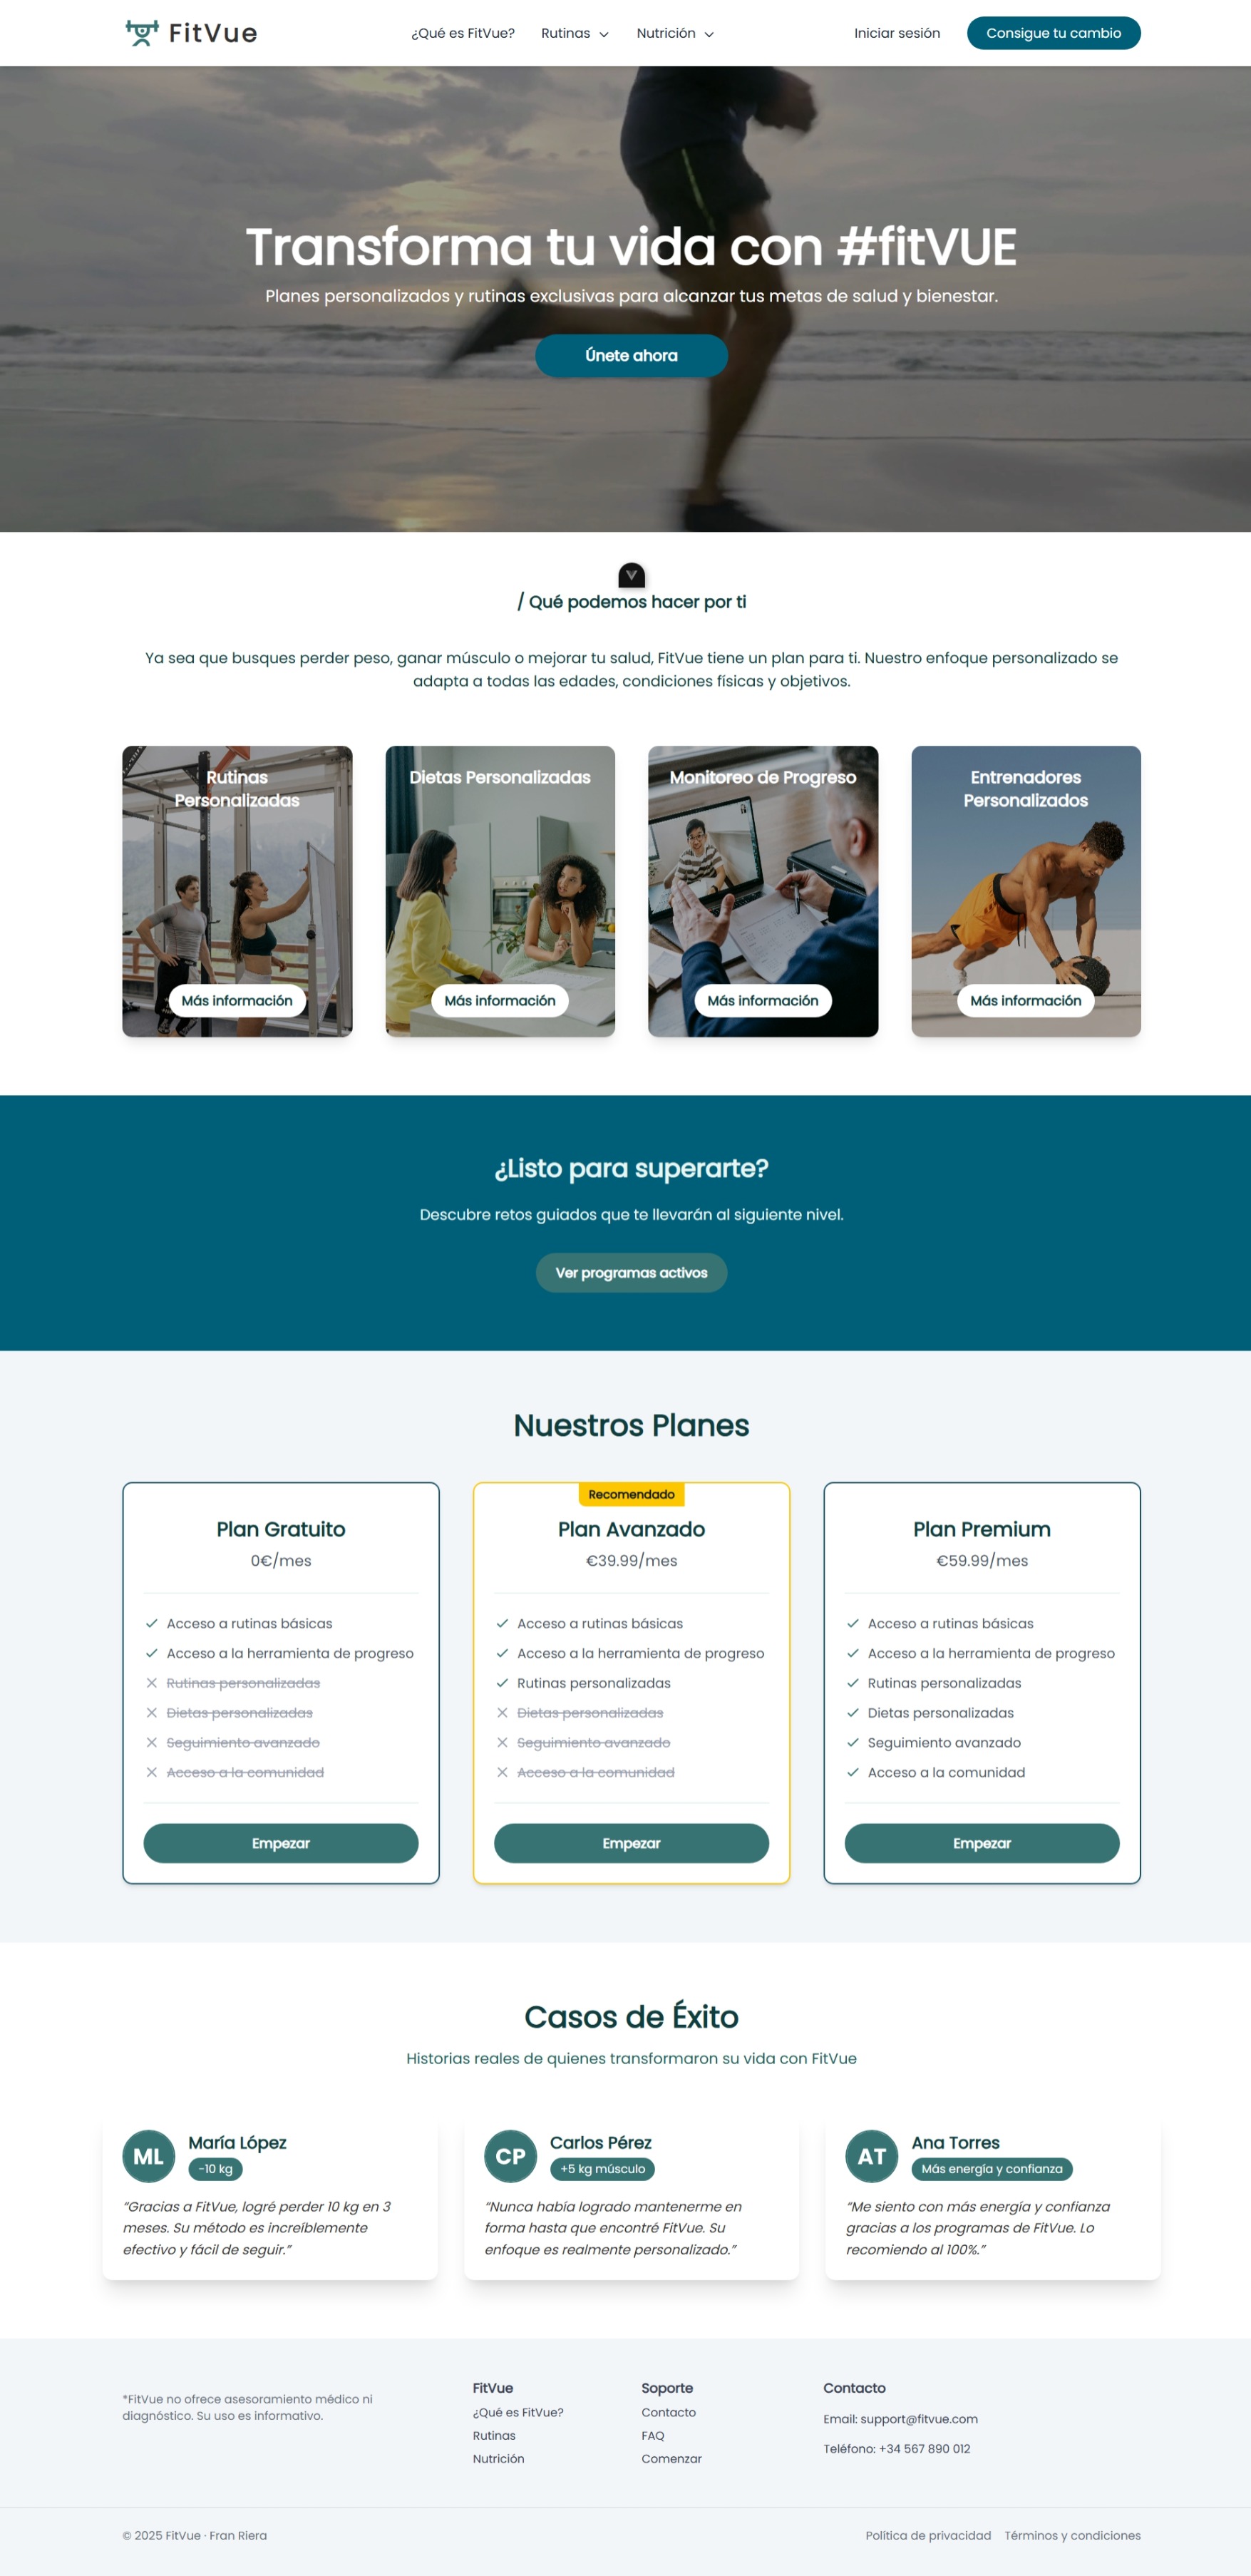 FitVue
¿Qué es FitVue?
Rutinas
Nutrición
Iniciar sesión
Consigue tu cambio
Transforma tu vida con #fitVUE
Planes personalizados y rutinas exclusivas para alcanzar tus metas de salud y bienestar.
Únete ahora
/ Qué podemos hacer por ti
Ya sea que busques perder peso, ganar músculo o mejorar tu salud, FitVue tiene un plan para ti. Nuestro enfoque personalizado se
adapta a todas las edades, condiciones físicas y objetivos.
Rutinas
Personalizadas
Más información
Dietas Personalizadas
Más información
Monitoreo de Progreso
Más información
Entrenadores
Personalizados
Más información
¿Listo para superarte?
Descubre retos guiados que te llevarán al siguiente nivel.
Ver programas activos
Nuestros Planes
Plan Gratuito
0€/mes
Acceso a rutinas básicas
Acceso a la herramienta de progreso
Rutinas personalizadas
Dietas personalizadas
Seguimiento avanzado
Acceso a la comunidad
Empezar
Recomendado
Plan Avanzado
€39.99/mes
Acceso a rutinas básicas
Acceso a la herramienta de progreso
Rutinas personalizadas
Dietas personalizadas
Seguimiento avanzado
Acceso a la comunidad
Empezar
Plan Premium
€59.99/mes
Acceso a rutinas básicas
Acceso a la herramienta de progreso
Rutinas personalizadas
Dietas personalizadas
Seguimiento avanzado
Acceso a la comunidad
Empezar
Casos de Éxito
Historias reales de quienes transformaron su vida con FitVue
ML
María López
-10 kg
“Gracias a FitVue, logré perder 10 kg en 3
meses. Su método es increíblemente
efectivo y fácil de seguir.”
CP
Carlos Pérez
+5 kg músculo
“Nunca había logrado mantenerme en
forma hasta que encontré FitVue. Su
enfoque es realmente personalizado.”
AT
Ana Torres
Más energía y confianza
“Me siento con más energía y confianza
gracias a los programas de FitVue. Lo
recomiendo al 100%.”
*FitVue no ofrece asesoramiento médico ni
diagnóstico. Su uso es informativo.
FitVue
¿Qué es FitVue?
Rutinas
Nutrición
Soporte
Contacto
FAQ
Comenzar
Contacto
Email: support@fitvue.com
Teléfono: +34 567 890 012
© 2025 FitVue · Fran Riera
Política de privacidad
Términos y condiciones